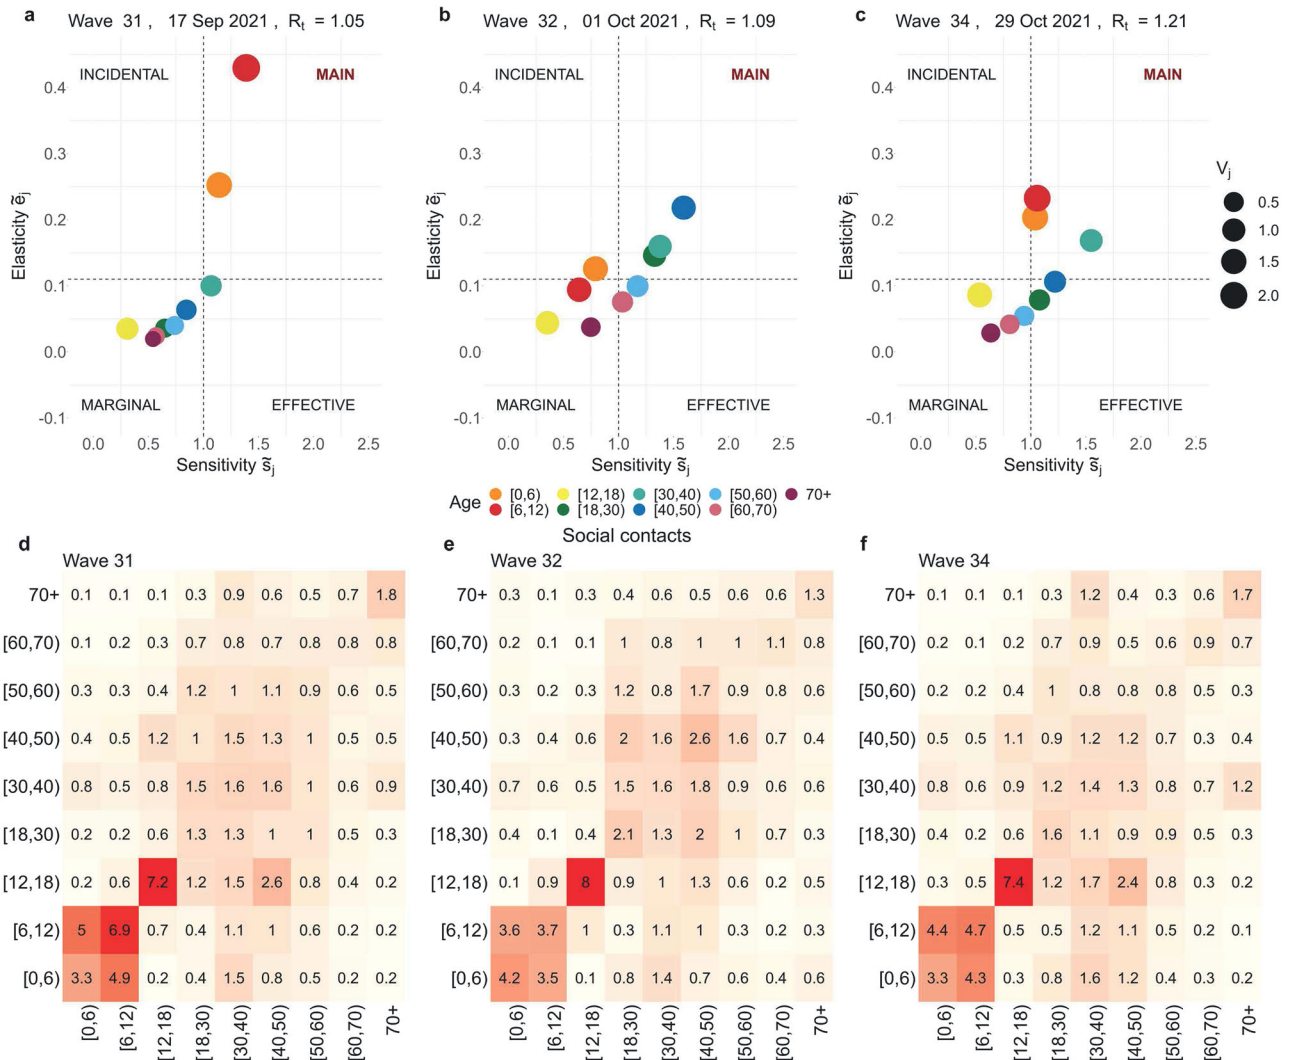 a
Wave 31 , 17 Sep 2021 , Rt = 1.05
INCIDENTAL
MAIN
MARGINAL
EFFECTIVE
0.4
0.3
0.2
0.1
0.0
-0.1
Elasticity ẽj
0.0 0.5 1.0 1.5 2.0 2.5
Sensitivity s̃j
b
Wave 32 , 01 Oct 2021 , Rt = 1.09
INCIDENTAL
MAIN
MARGINAL
EFFECTIVE
0.4
0.3
0.2
0.1
0.0
-0.1
Elasticity ẽj
0.0 0.5 1.0 1.5 2.0 2.5
Sensitivity s̃j
c
Wave 34 , 29 Oct 2021 , Rt = 1.21
INCIDENTAL
MAIN
MARGINAL
EFFECTIVE
0.4
0.3
0.2
0.1
0.0
-0.1
Elasticity ẽj
0.0 0.5 1.0 1.5 2.0 2.5
Sensitivity s̃j
Vj
0.5
1.0
1.5
2.0
Age
[0,6) [12,18) [30,40) [50,60) 70+
[6,12) [18,30) [40,50) [60,70)
Social contacts
d
Wave 31
70+ 0.1 0.1 0.1 0.3 0.9 0.6 0.5 0.7 1.8
[60,70) 0.1 0.2 0.3 0.7 0.8 0.7 0.8 0.8 0.8
[50,60) 0.3 0.3 0.4 1.2 1 1.1 0.9 0.6 0.5
[40,50) 0.4 0.5 1.2 1 1.5 1.3 1 0.5 0.5
[30,40) 0.8 0.5 0.8 1.5 1.6 1.6 1 0.6 0.9
[18,30) 0.2 0.2 0.6 1.3 1.3 1 1 0.5 0.3
[12,18) 0.2 0.6 7.2 1.2 1.5 2.6 0.8 0.4 0.2
[6,12) 5 6.9 0.7 0.4 1.1 1 0.6 0.2 0.2
[0,6) 3.3 4.9 0.2 0.4 1.5 0.8 0.5 0.2 0.2
[0,6) [6,12) [12,18) [18,30) [30,40) [40,50) [50,60) [60,70) 70+
e
Wave 32
70+ 0.3 0.1 0.3 0.4 0.6 0.5 0.6 0.6 1.3
[60,70) 0.2 0.1 0.1 1 0.8 1 1 1.1 0.8
[50,60) 0.3 0.2 0.3 1.2 0.8 1.7 0.9 0.8 0.6
[40,50) 0.3 0.4 0.6 2 1.6 2.6 1.6 0.7 0.4
[30,40) 0.7 0.6 0.5 1.5 1.6 1.8 0.9 0.6 0.6
[18,30) 0.4 0.1 0.4 2.1 1.3 2 1 0.7 0.3
[12,18) 0.1 0.9 8 0.9 1 1.3 0.6 0.2 0.5
[6,12) 3.6 3.7 1 0.3 1.1 1 0.3 0.2 0.3
[0,6) 4.2 3.5 0.1 0.8 1.4 0.7 0.6 0.4 0.6
[0,6) [6,12) [12,18) [18,30) [30,40) [40,50) [50,60) [60,70) 70+
f
Wave 34
70+ 0.1 0.1 0.1 0.3 1.2 0.4 0.3 0.6 1.7
[60,70) 0.2 0.1 0.2 0.7 0.9 0.5 0.6 0.9 0.7
[50,60) 0.2 0.2 0.4 1 0.8 0.8 0.8 0.5 0.3
[40,50) 0.5 0.5 1.1 0.9 1.2 1.2 0.7 0.3 0.4
[30,40) 0.8 0.6 0.9 1.2 1.4 1.3 0.8 0.7 1.2
[18,30) 0.4 0.2 0.6 1.6 1.1 0.9 0.9 0.5 0.3
[12,18) 0.3 0.5 7.4 1.2 1.7 2.4 0.8 0.3 0.2
[6,12) 4.4 4.7 0.5 0.5 1.2 1.1 0.5 0.2 0.1
[0,6) 3.3 4.3 0.3 0.8 1.6 1.2 0.4 0.3 0.2
[0,6) [6,12) [12,18) [18,30) [30,40) [40,50) [50,60) [60,70) 70+